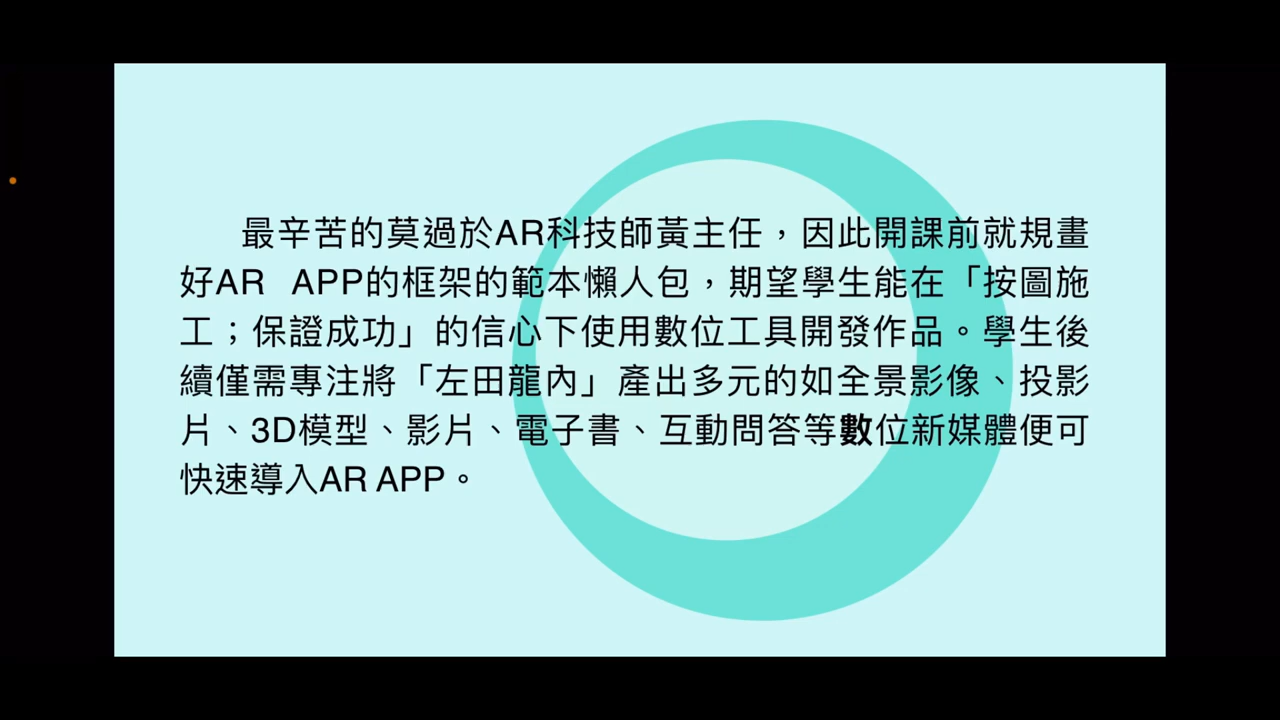 最辛苦的莫過於AR科技師黃主任，因此開課前就規畫
好AR APP的框架的範本懶人包，期望學生能在「按圖施
工；保證成功」的信心下使用數位工具開發作品。學生後
續僅需專注將「左田龍內」產出多元的如全景影像、投影
片、3D模型、影片、電子書、互動問答等數位新媒體便可
快速導入AR APP。